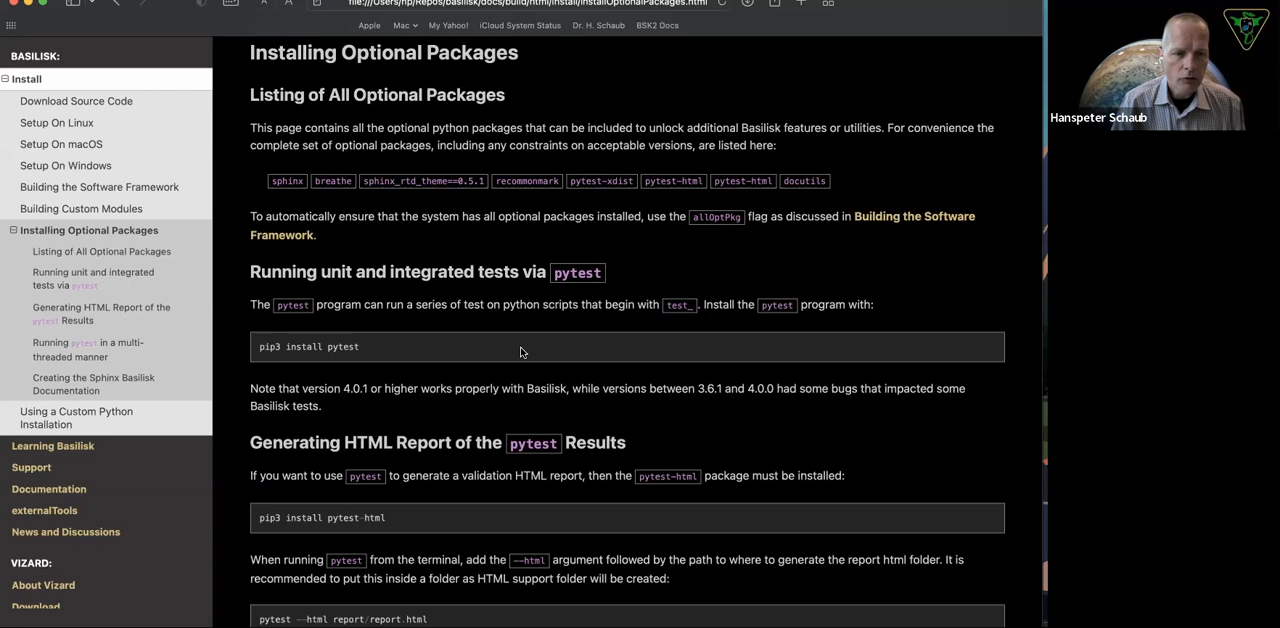 file:///Users/hp/Repos/basilisk/docs/build/html/install/installOptionalPackages.html
Apple
Mac
My Yahoo!
iCloud System Status
Dr. H. Schaub
BSK2 Docs
BASILISK:
Install
Download Source Code
Setup On Linux
Setup On macOS
Setup On Windows
Building the Software Framework
Building Custom Modules
Installing Optional Packages
Listing of All Optional Packages
Running unit and integrated
tests via pytest
Generating HTML Report of the
pytest Results
Running pytest in a multi-
threaded manner
Creating the Sphinx Basilisk
Documentation
Using a Custom Python
Installation
Learning Basilisk
Support
Documentation
externalTools
News and Discussions
VIZARD:
About Vizard
Download
Installing Optional Packages
Listing of All Optional Packages
This page contains all the optional python packages that can be included to unlock additional Basilisk features or utilities. For convenience the
complete set of optional packages, including any constraints on acceptable versions, are listed here:
sphinx breathe sphinx_rtd_theme==0.5.1 recommonmark pytest-xdist pytest-html pytest-html docutils
To automatically ensure that the system has all optional packages installed, use the allOptPkg flag as discussed in Building the Software
Framework.
Running unit and integrated tests via pytest
The pytest program can run a series of test on python scripts that begin with test_. Install the pytest program with:
pip3 install pytest
Note that version 4.0.1 or higher works properly with Basilisk, while versions between 3.6.1 and 4.0.0 had some bugs that impacted some
Basilisk tests.
Generating HTML Report of the pytest Results
If you want to use pytest to generate a validation HTML report, then the pytest-html package must be installed:
pip3 install pytest-html
When running pytest from the terminal, add the --html argument followed by the path to where to generate the report html folder. It is
recommended to put this inside a folder as HTML support folder will be created:
pytest --html report/report.html
Hanspeter Schaub